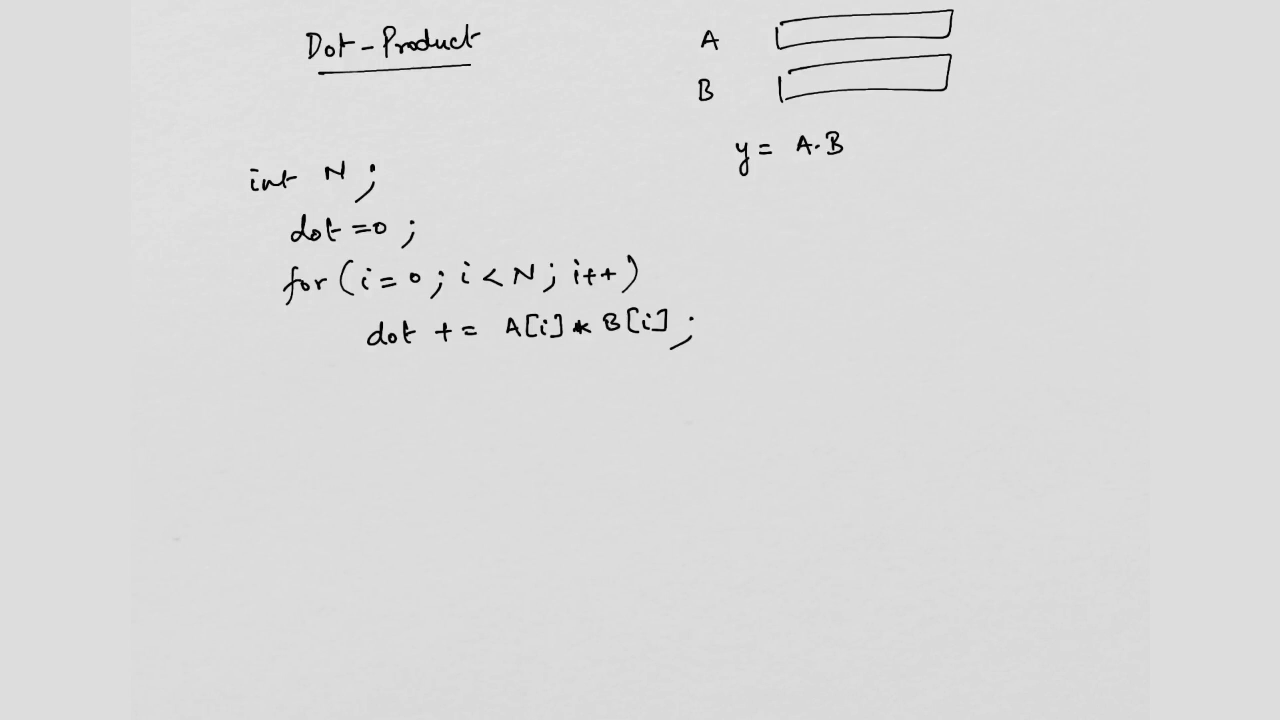 Dot-Product
A
B
y = A.B
int N;
dot = 0;
for (i = 0; i < N; i++)
dot += A[i] * B[i];